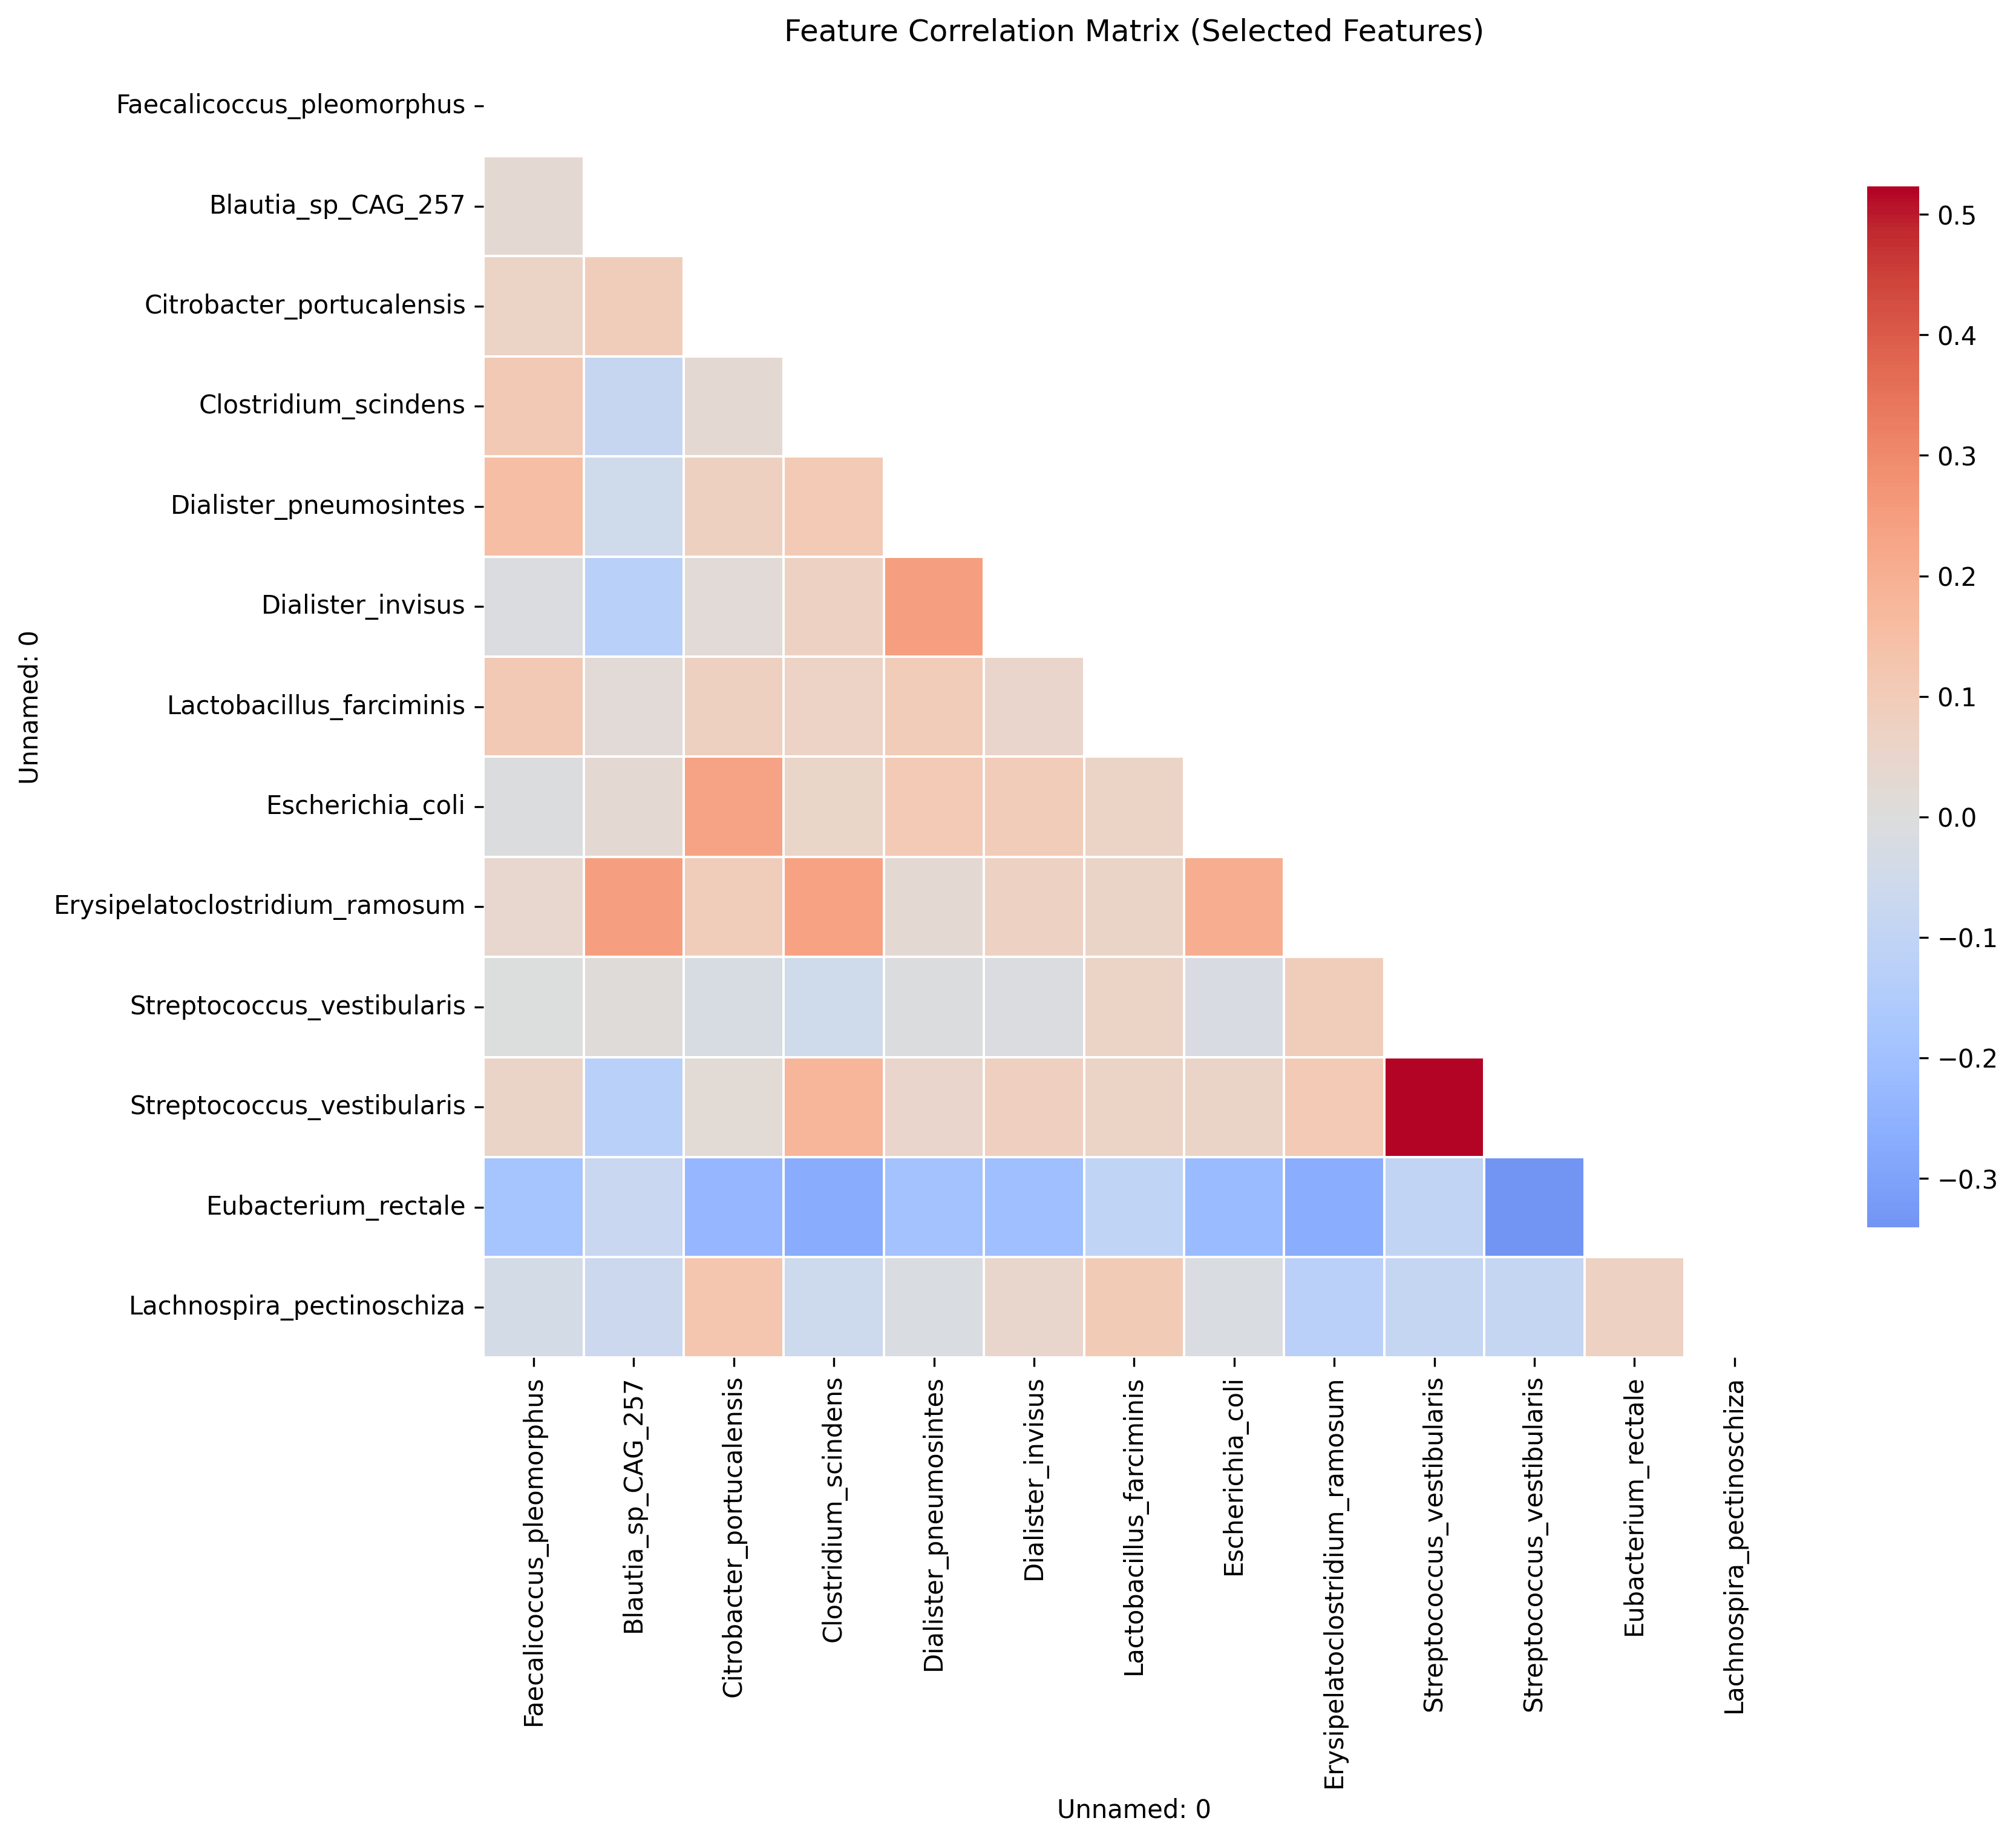 Feature Correlation Matrix (Selected Features)
Unnamed: 0
Faecalicoccus_pleomorphus
Blautia_sp_CAG_257
Citrobacter_portucalensis
Clostridium_scindens
Dialister_pneumosintes
Dialister_invisus
Lactobacillus_farciminis
Escherichia_coli
Erysipelatoclostridium_ramosum
Streptococcus_vestibularis
Streptococcus_vestibularis
Eubacterium_rectale
Lachnospira_pectinoschiza
Faecalicoccus_pleomorphus
Blautia_sp_CAG_257
Citrobacter_portucalensis
Clostridium_scindens
Dialister_pneumosintes
Dialister_invisus
Lactobacillus_farciminis
Escherichia_coli
Erysipelatoclostridium_ramosum
Streptococcus_vestibularis
Streptococcus_vestibularis
Eubacterium_rectale
Lachnospira_pectinoschiza
Unnamed: 0
0.5
0.4
0.3
0.2
0.1
0.0
−0.1
−0.2
−0.3